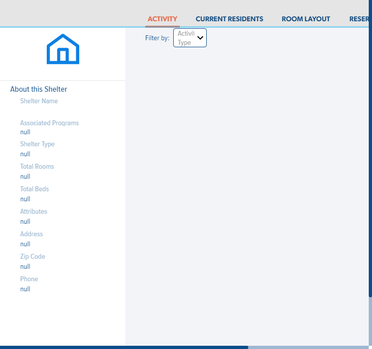 ACTIVITY CURRENT RESIDENTS ROOM LAYOUT RESER
Filter by: Activi
Type
About this Shelter
Shelter Name
Associated Programs
null
Shelter Type
null
Total Rooms
null
Total Beds
null
Attributes
null
Address
null
Zip Code
null
Phone
null